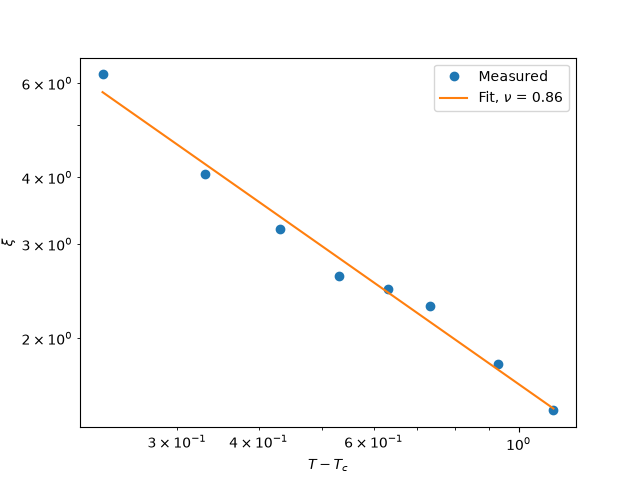 Measured
Fit, ν = 0.86
6 × 10⁰
4 × 10⁰
3 × 10⁰
2 × 10⁰
ξ
3 × 10⁻¹ 4 × 10⁻¹ 6 × 10⁻¹ 10⁰
T − T_c